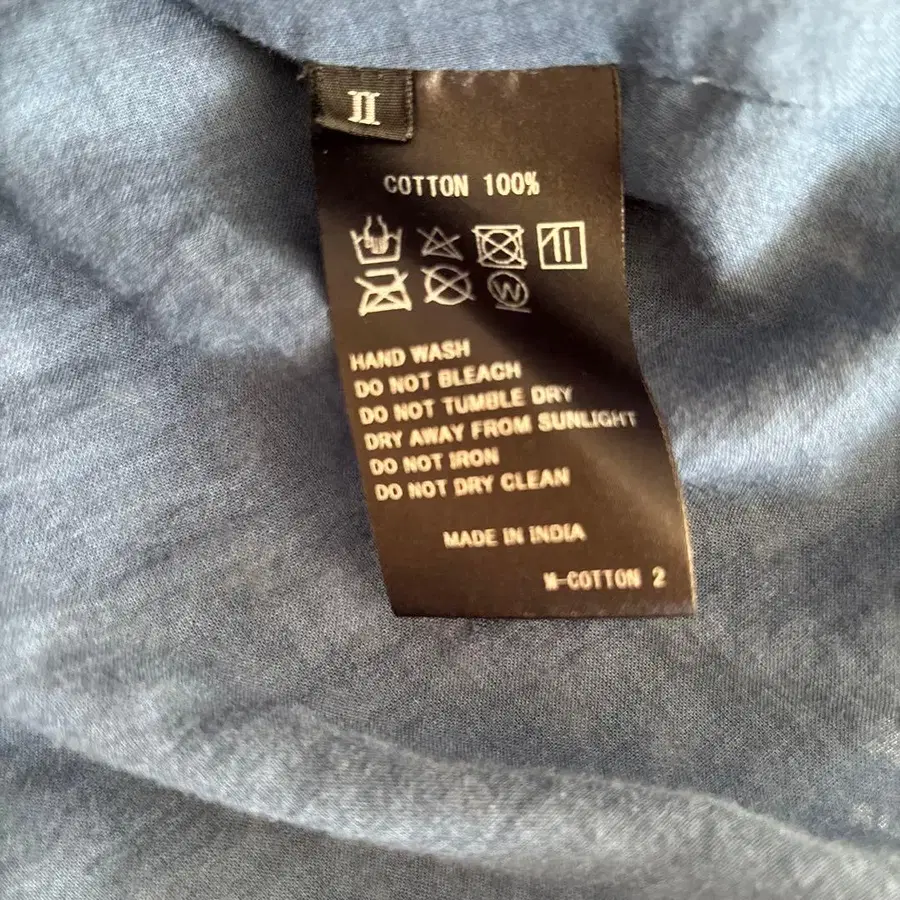 II
COTTON 100%
W
HAND WASH
DO NOT BLEACH
DO NOT TUMBLE DRY
DRY AWAY FROM SUNLIGHT
DO NOT IRON
DO NOT DRY CLEAN
MADE IN INDIA
M-COTTON 2